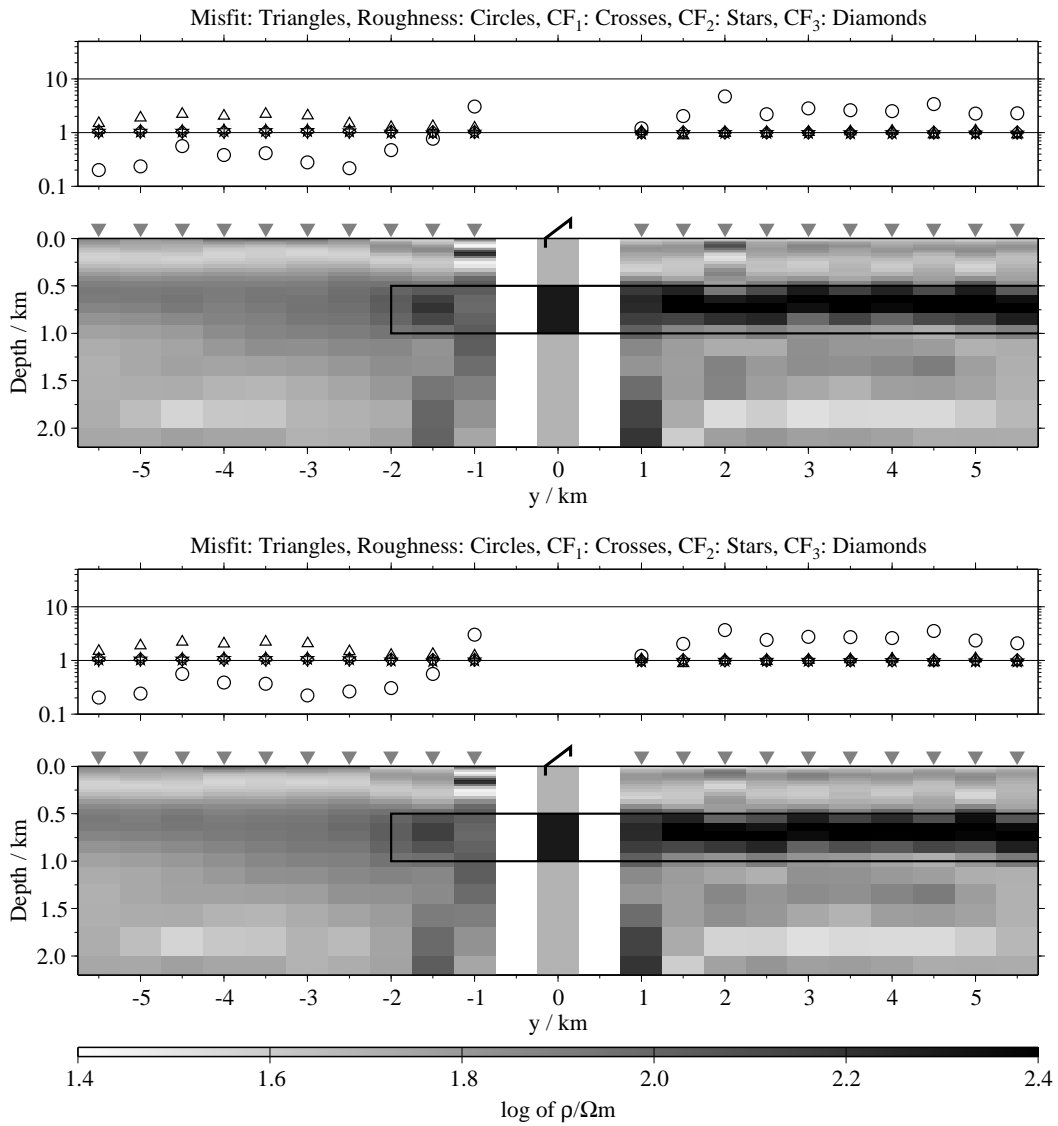 Misfit: Triangles, Roughness: Circles, CF1: Crosses, CF2: Stars, CF3: Diamonds
10
1
0.1
0.0
0.5
1.0
1.5
2.0
Depth / km
-5 -4 -3 -2 -1 0 1 2 3 4 5
y / km
Misfit: Triangles, Roughness: Circles, CF1: Crosses, CF2: Stars, CF3: Diamonds
10
1
0.1
0.0
0.5
1.0
1.5
2.0
Depth / km
-5 -4 -3 -2 -1 0 1 2 3 4 5
y / km
1.4 1.6 1.8 2.0 2.2 2.4
log of ρ/Ωm